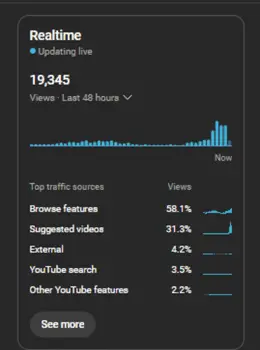 Realtime
Updating live
19,345
Views · Last 48 hours
Now
Top traffic sources Views
Browse features 58.1%
Suggested videos 31.3%
External 4.2%
YouTube search 3.5%
Other YouTube features 2.2%
See more